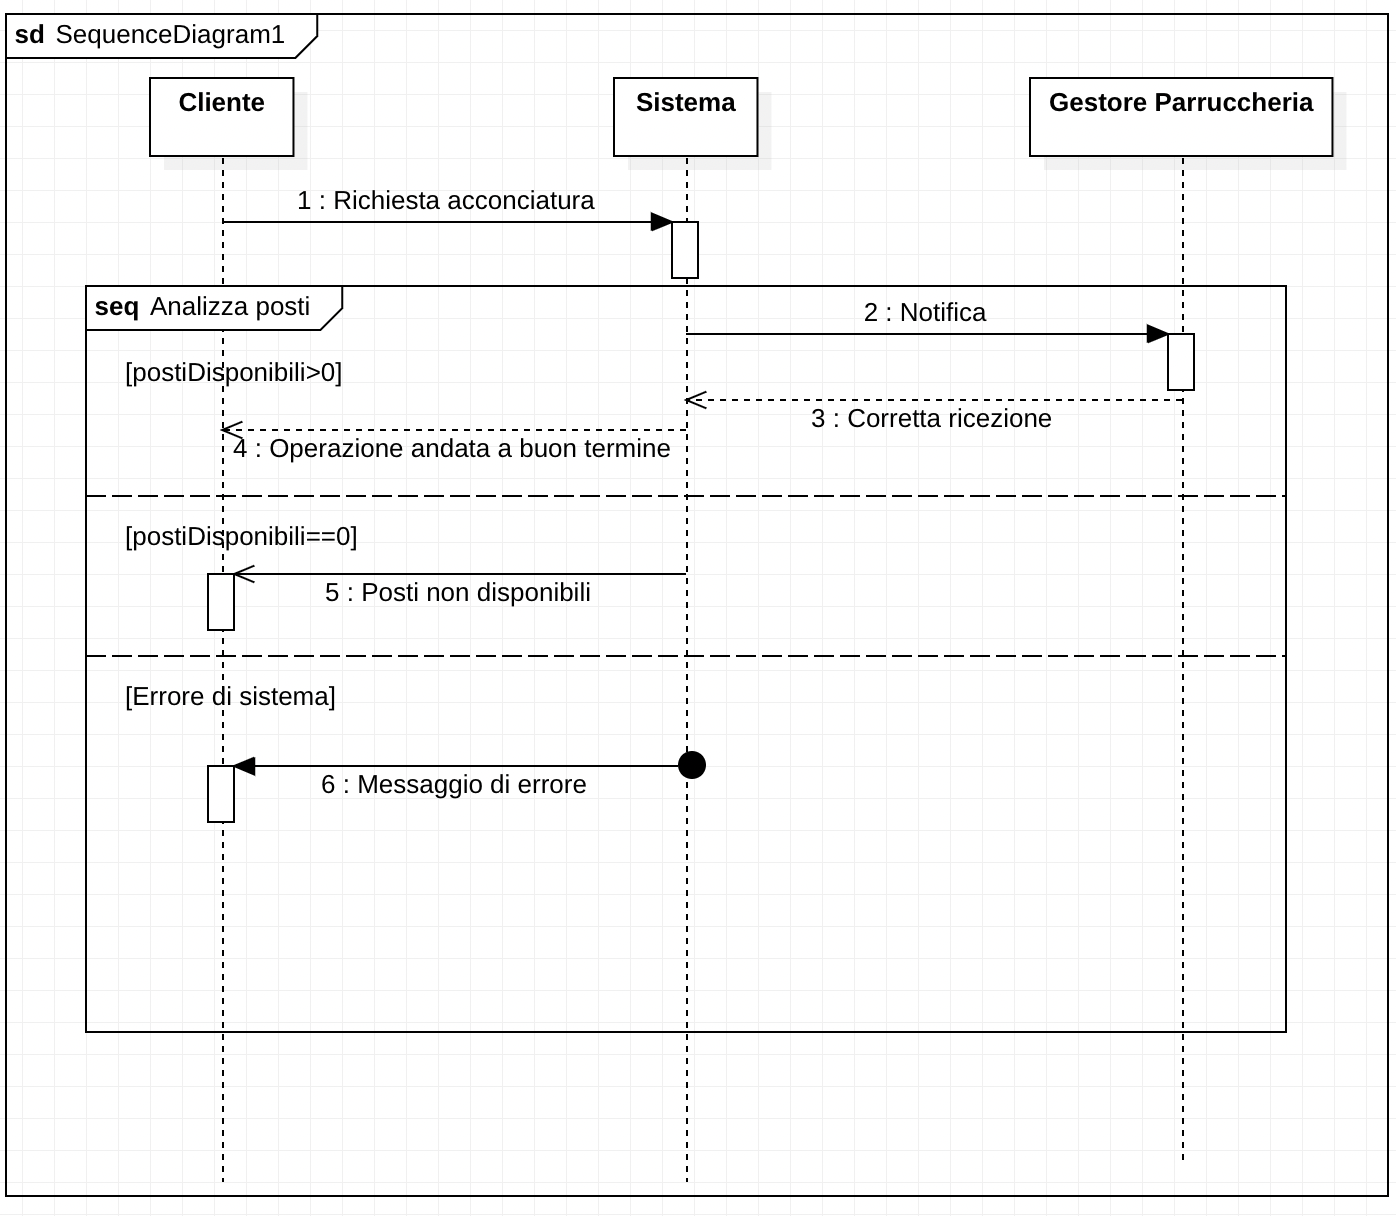 sd SequenceDiagram1
Cliente
Sistema
Gestore Parruccheria
1 : Richiesta acconciatura
seq Analizza posti
2 : Notifica
[postiDisponibili>0]
3 : Corretta ricezione
4 : Operazione andata a buon termine
[postiDisponibili==0]
5 : Posti non disponibili
[Errore di sistema]
6 : Messaggio di errore